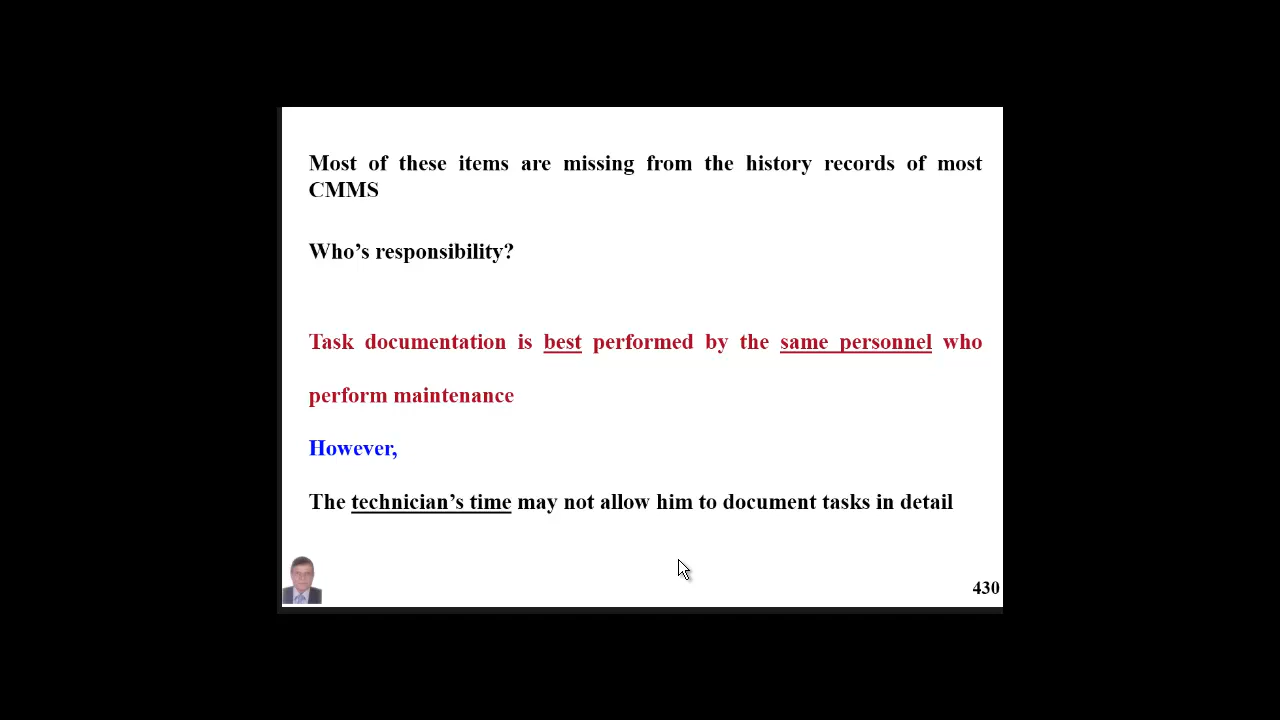 Most of these items are missing from the history records of most
CMMS
Who’s responsibility?
Task documentation is best performed by the same personnel who
perform maintenance
However,
The technician’s time may not allow him to document tasks in detail
430